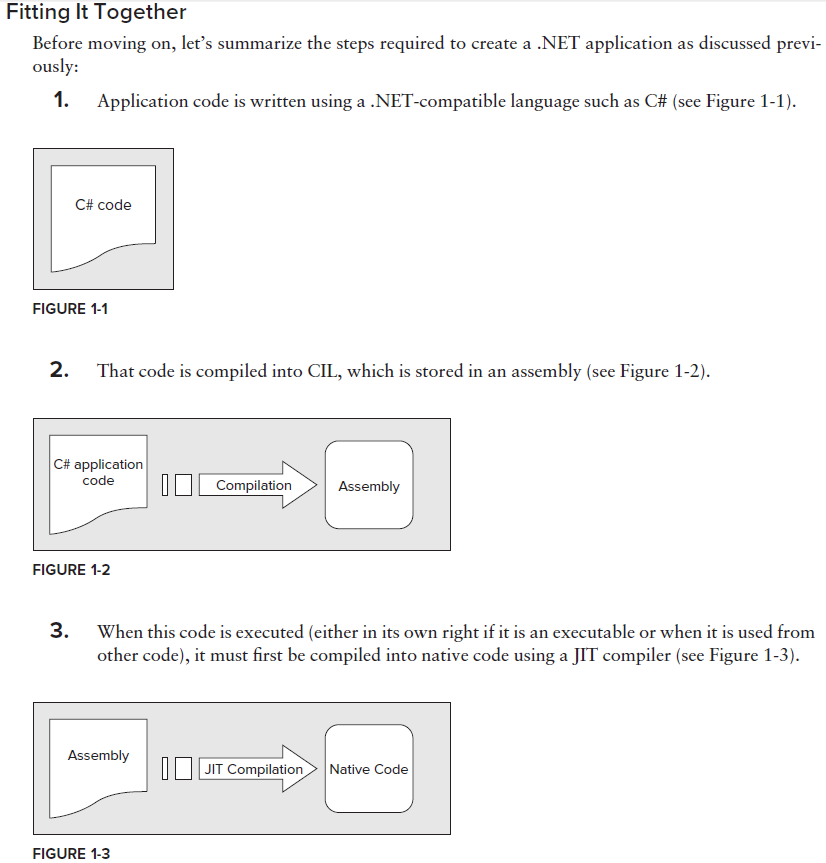 Fitting It Together
Before moving on, let's summarize the steps required to create a .NET application as discussed previ-
ously:
1. Application code is written using a .NET-compatible language such as C# (see Figure 1-1).
C# code
FIGURE 1-1
2. That code is compiled into CIL, which is stored in an assembly (see Figure 1-2).
C# application
code
Compilation
Assembly
FIGURE 1-2
3. When this code is executed (either in its own right if it is an executable or when it is used from
other code), it must first be compiled into native code using a JIT compiler (see Figure 1-3).
Assembly
JIT Compilation
Native Code
FIGURE 1-3